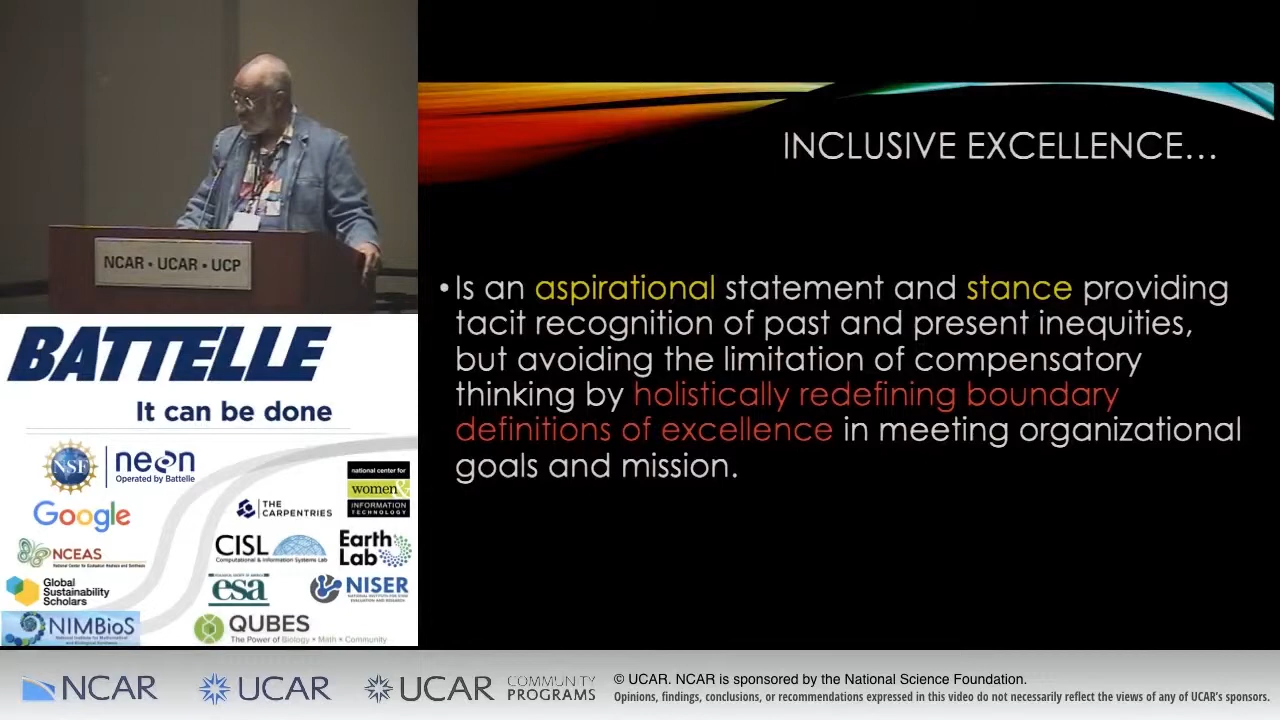 NCAR • UCAR • UCP
INCLUSIVE EXCELLENCE…
• Is an aspirational statement and stance providing
tacit recognition of past and present inequities,
but avoiding the limitation of compensatory
thinking by holistically redefining boundary
definitions of excellence in meeting organizational
goals and mission.
BATTELLE
It can be done
NSF
neon
Operated by Battelle
national center for
women &
INFORMATION
TECHNOLOGY
Google
THE
CARPENTRIES
NCEAS
CISL
Computational & Information Systems Lab
Earth
Lab
Global
Sustainability
Scholars
esa
NISER
NIMBioS
QUBES
The Power of Biology • Math • Community
NCAR
UCAR
UCAR
COMMUNITY
PROGRAMS
© UCAR. NCAR is sponsored by the National Science Foundation.
Opinions, findings, conclusions, or recommendations expressed in this video do not necessarily reflect the views of any of UCAR's sponsors.